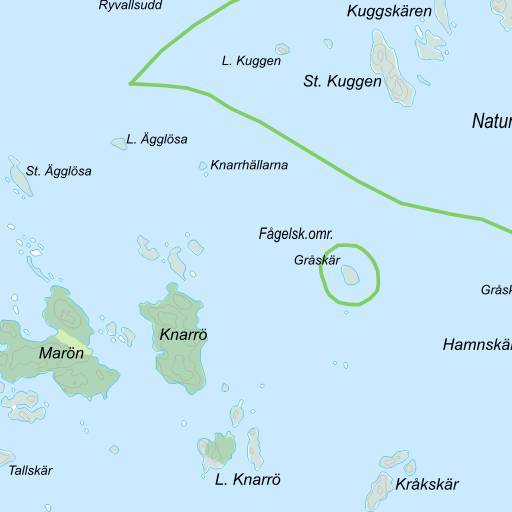 Ryvallsudd
Kuggskären
L. Kuggen
St. Kuggen
Natur
L. Ägglösa
Knarrhällarna
St. Ägglösa
Fågelsk.omr.
Gråskär
Gråsk
Knarrö
Hamnskär
Marön
Tallskär
L. Knarrö
Kråkskär